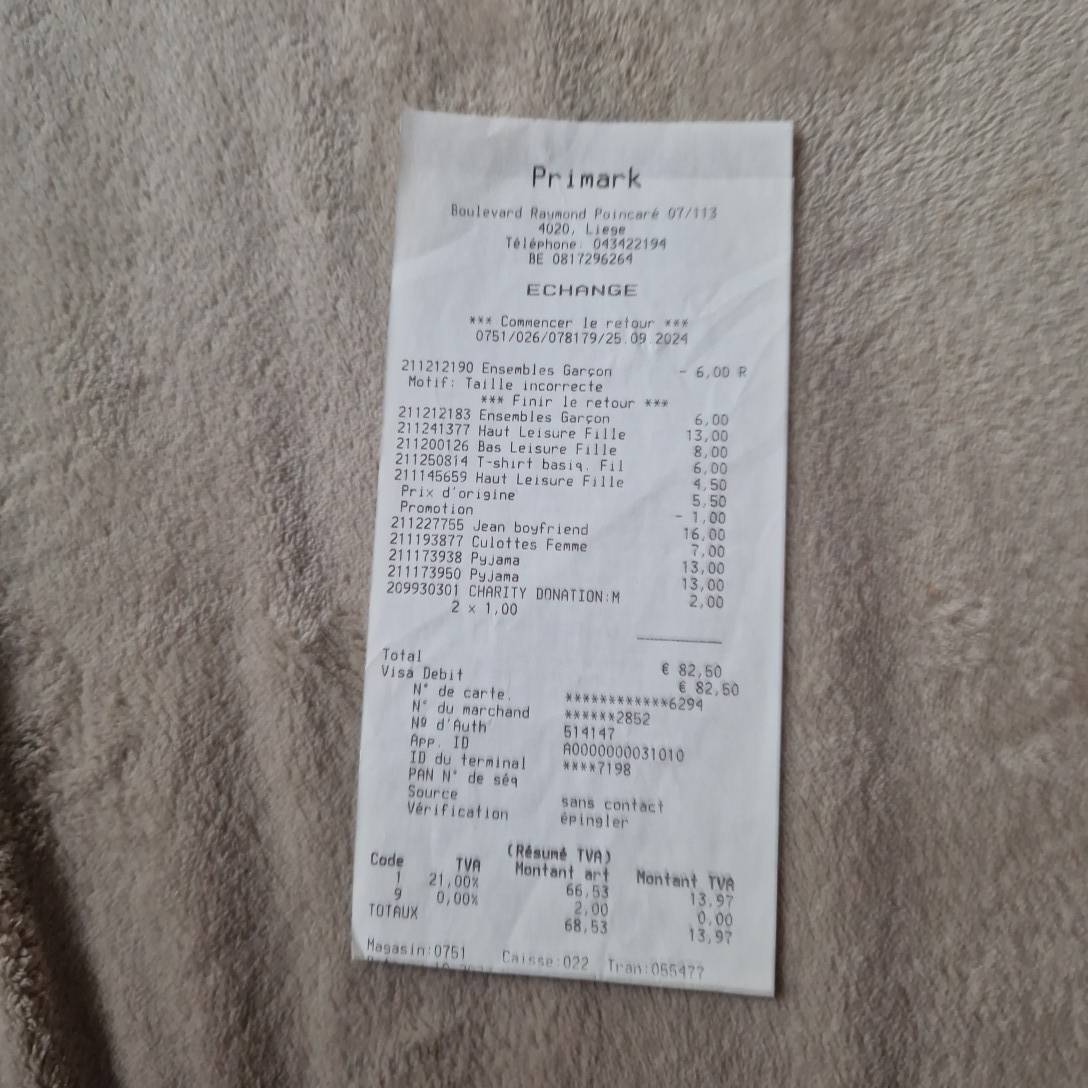 Primark
Boulevard Raymond Poincaré 07/113
4020, Liege
Téléphone: 043422194
BE 0817296264
ECHANGE
*** Commencer le retour ***
0751/026/078179/25.09.2024
211212190 Ensembles Garçon - 6,00 R
Motif: Taille incorrecte
*** Finir le retour ***
211212183 Ensembles Garçon 6,00
211241377 Haut Leisure Fille 13,00
211200126 Bas Leisure Fille 8,00
211250814 T-shirt basiq. Fil 6,00
211145659 Haut Leisure Fille 4,50
Prix d'origine 5,50
Promotion - 1,00
211227755 Jean boyfriend 16,00
211193877 Culottes Femme 7,00
211173938 Pyjama 13,00
211173950 Pyjama 13,00
209930301 CHARITY DONATION:M 2,00
2 x 1,00
Total € 82,50
Visa Debit € 82,50
N° de carte. ************6294
N° du marchand ******2852
Nº d'Auth 514147
App. ID A0000000031010
ID du terminal ****7198
PAN N° de séq
Source sans contact
Vérification épingler
(Résumé TVA)
Code TVA Montant art Montant TVA
1 21,00% 66,53 13,97
9 0,00% 2,00 0,00
TOTAUX 68,53 13,97
Magasin:0751 Caisse:022 Tran:055477